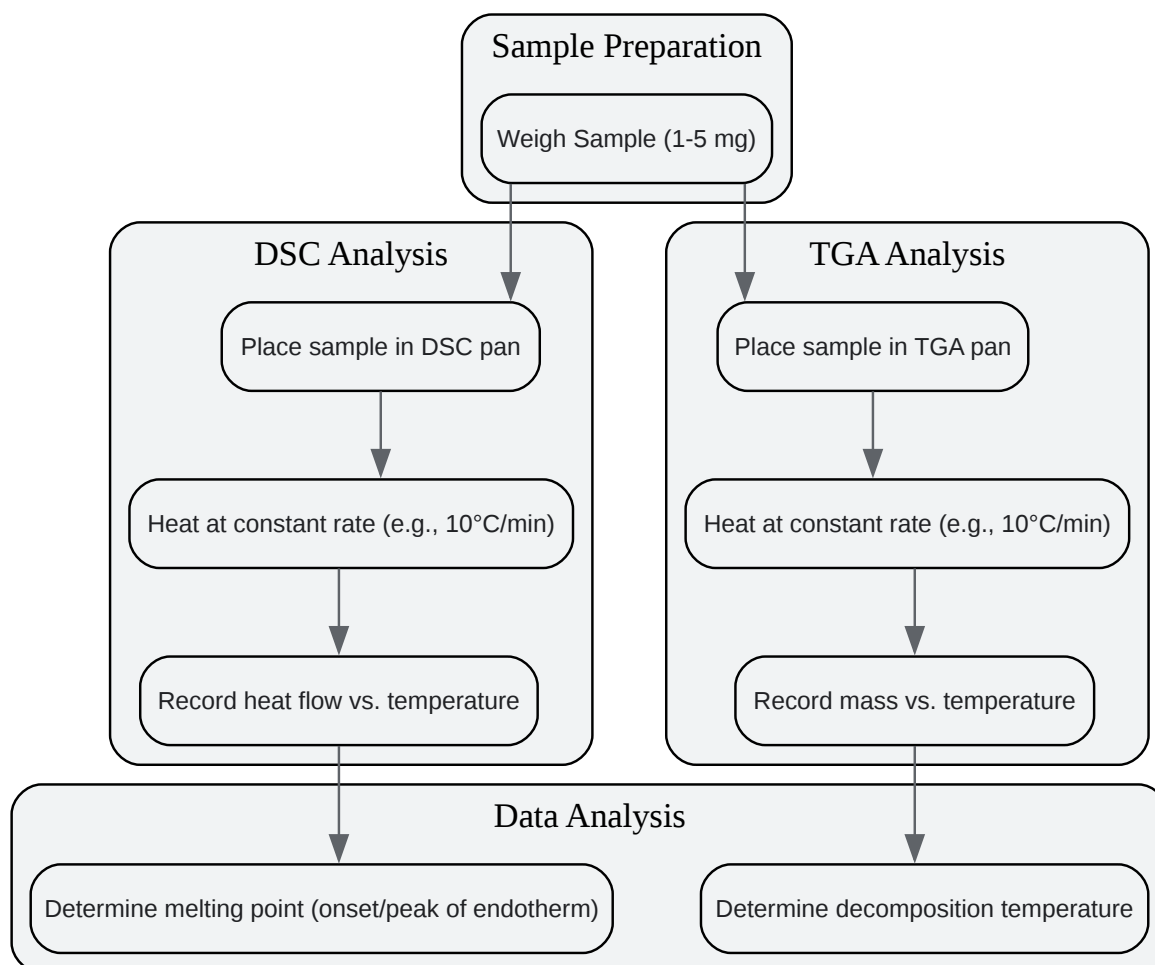 Sample Preparation
Weigh Sample (1-5 mg)
DSC Analysis
TGA Analysis
Place sample in DSC pan
Place sample in TGA pan
Heat at constant rate (e.g., 10°C/min)
Heat at constant rate (e.g., 10°C/min)
Record heat flow vs. temperature
Record mass vs. temperature
Data Analysis
Determine melting point (onset/peak of endotherm)
Determine decomposition temperature